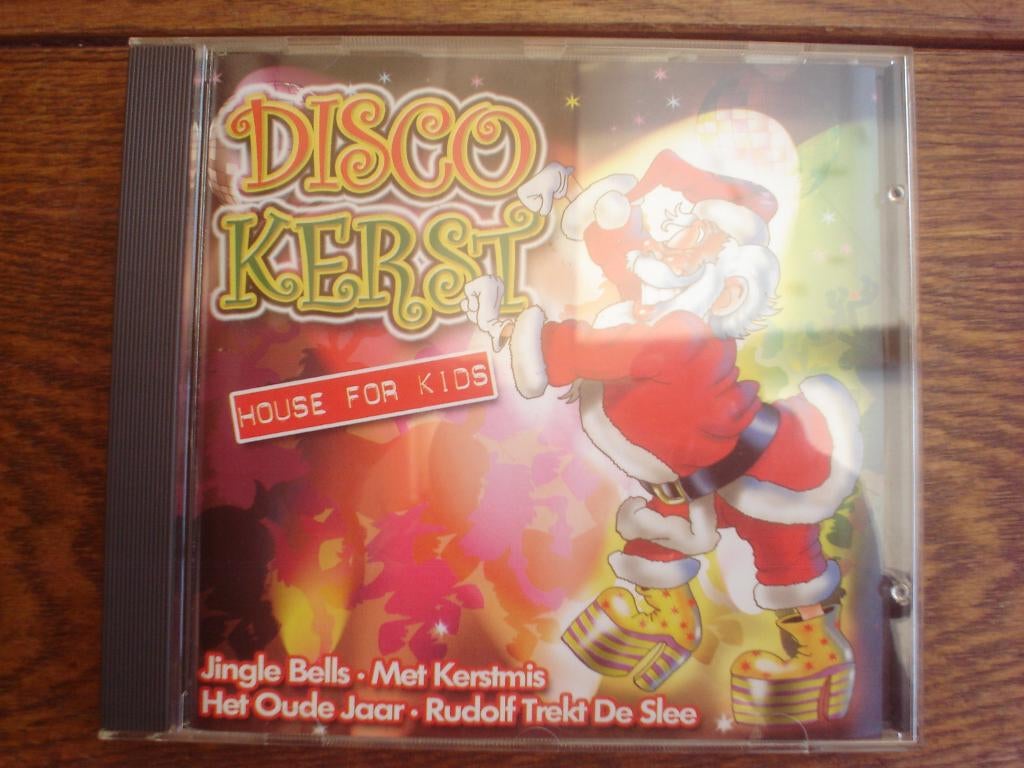 DISCO
KERST
HOUSE FOR KIDS
Jingle Bells · Met Kerstmis
Het Oude Jaar · Rudolf Trekt De Slee